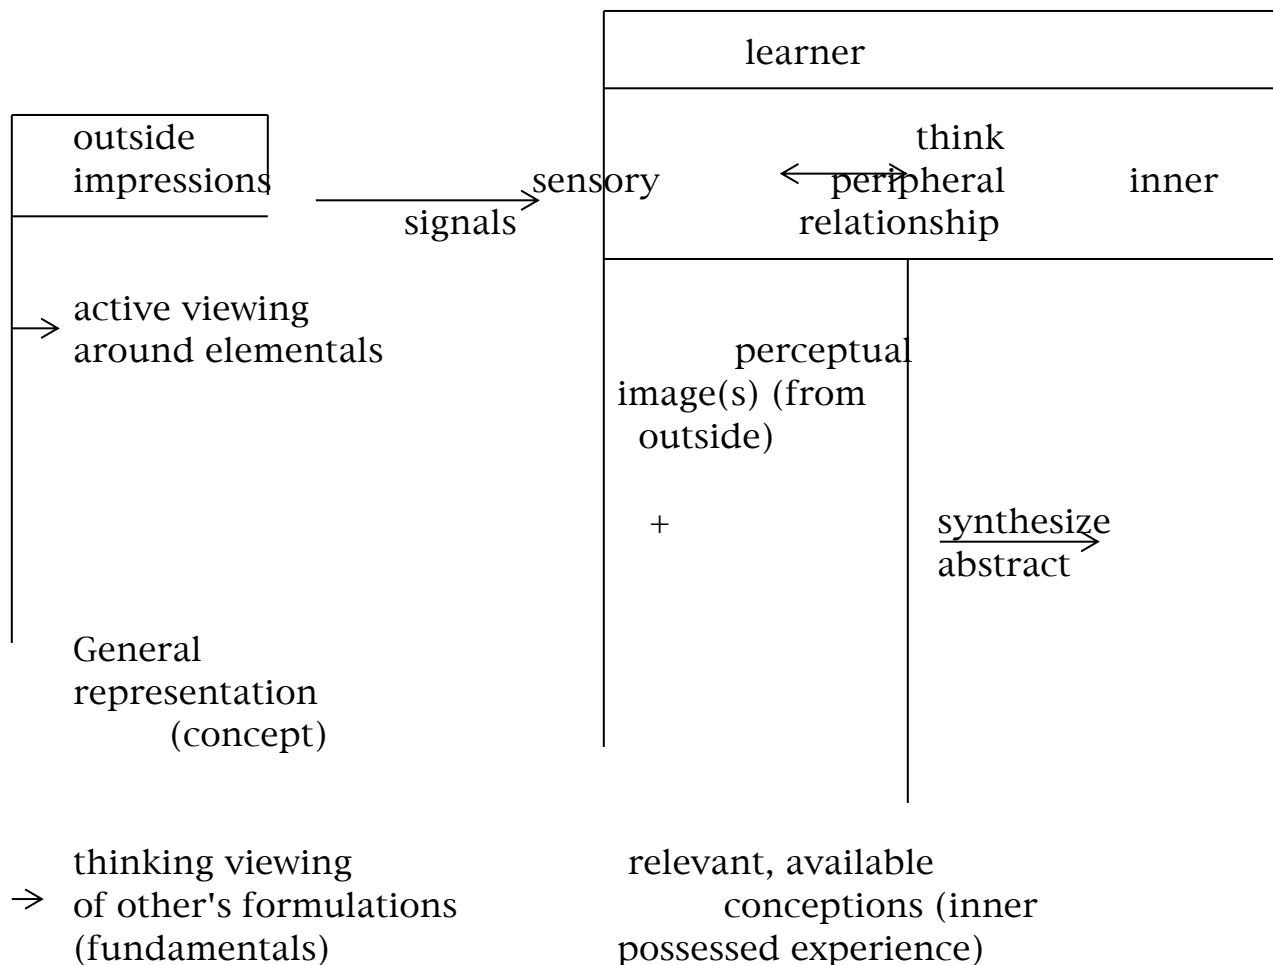 learner
outside
impressions
signals
sensory
think
peripheral
relationship
inner
active viewing
around elementals
perceptual
image(s) (from
outside)
+
synthesize
abstract
General
representation
(concept)
thinking viewing
of other's formulations
(fundamentals)
relevant, available
conceptions (inner
possessed experience)